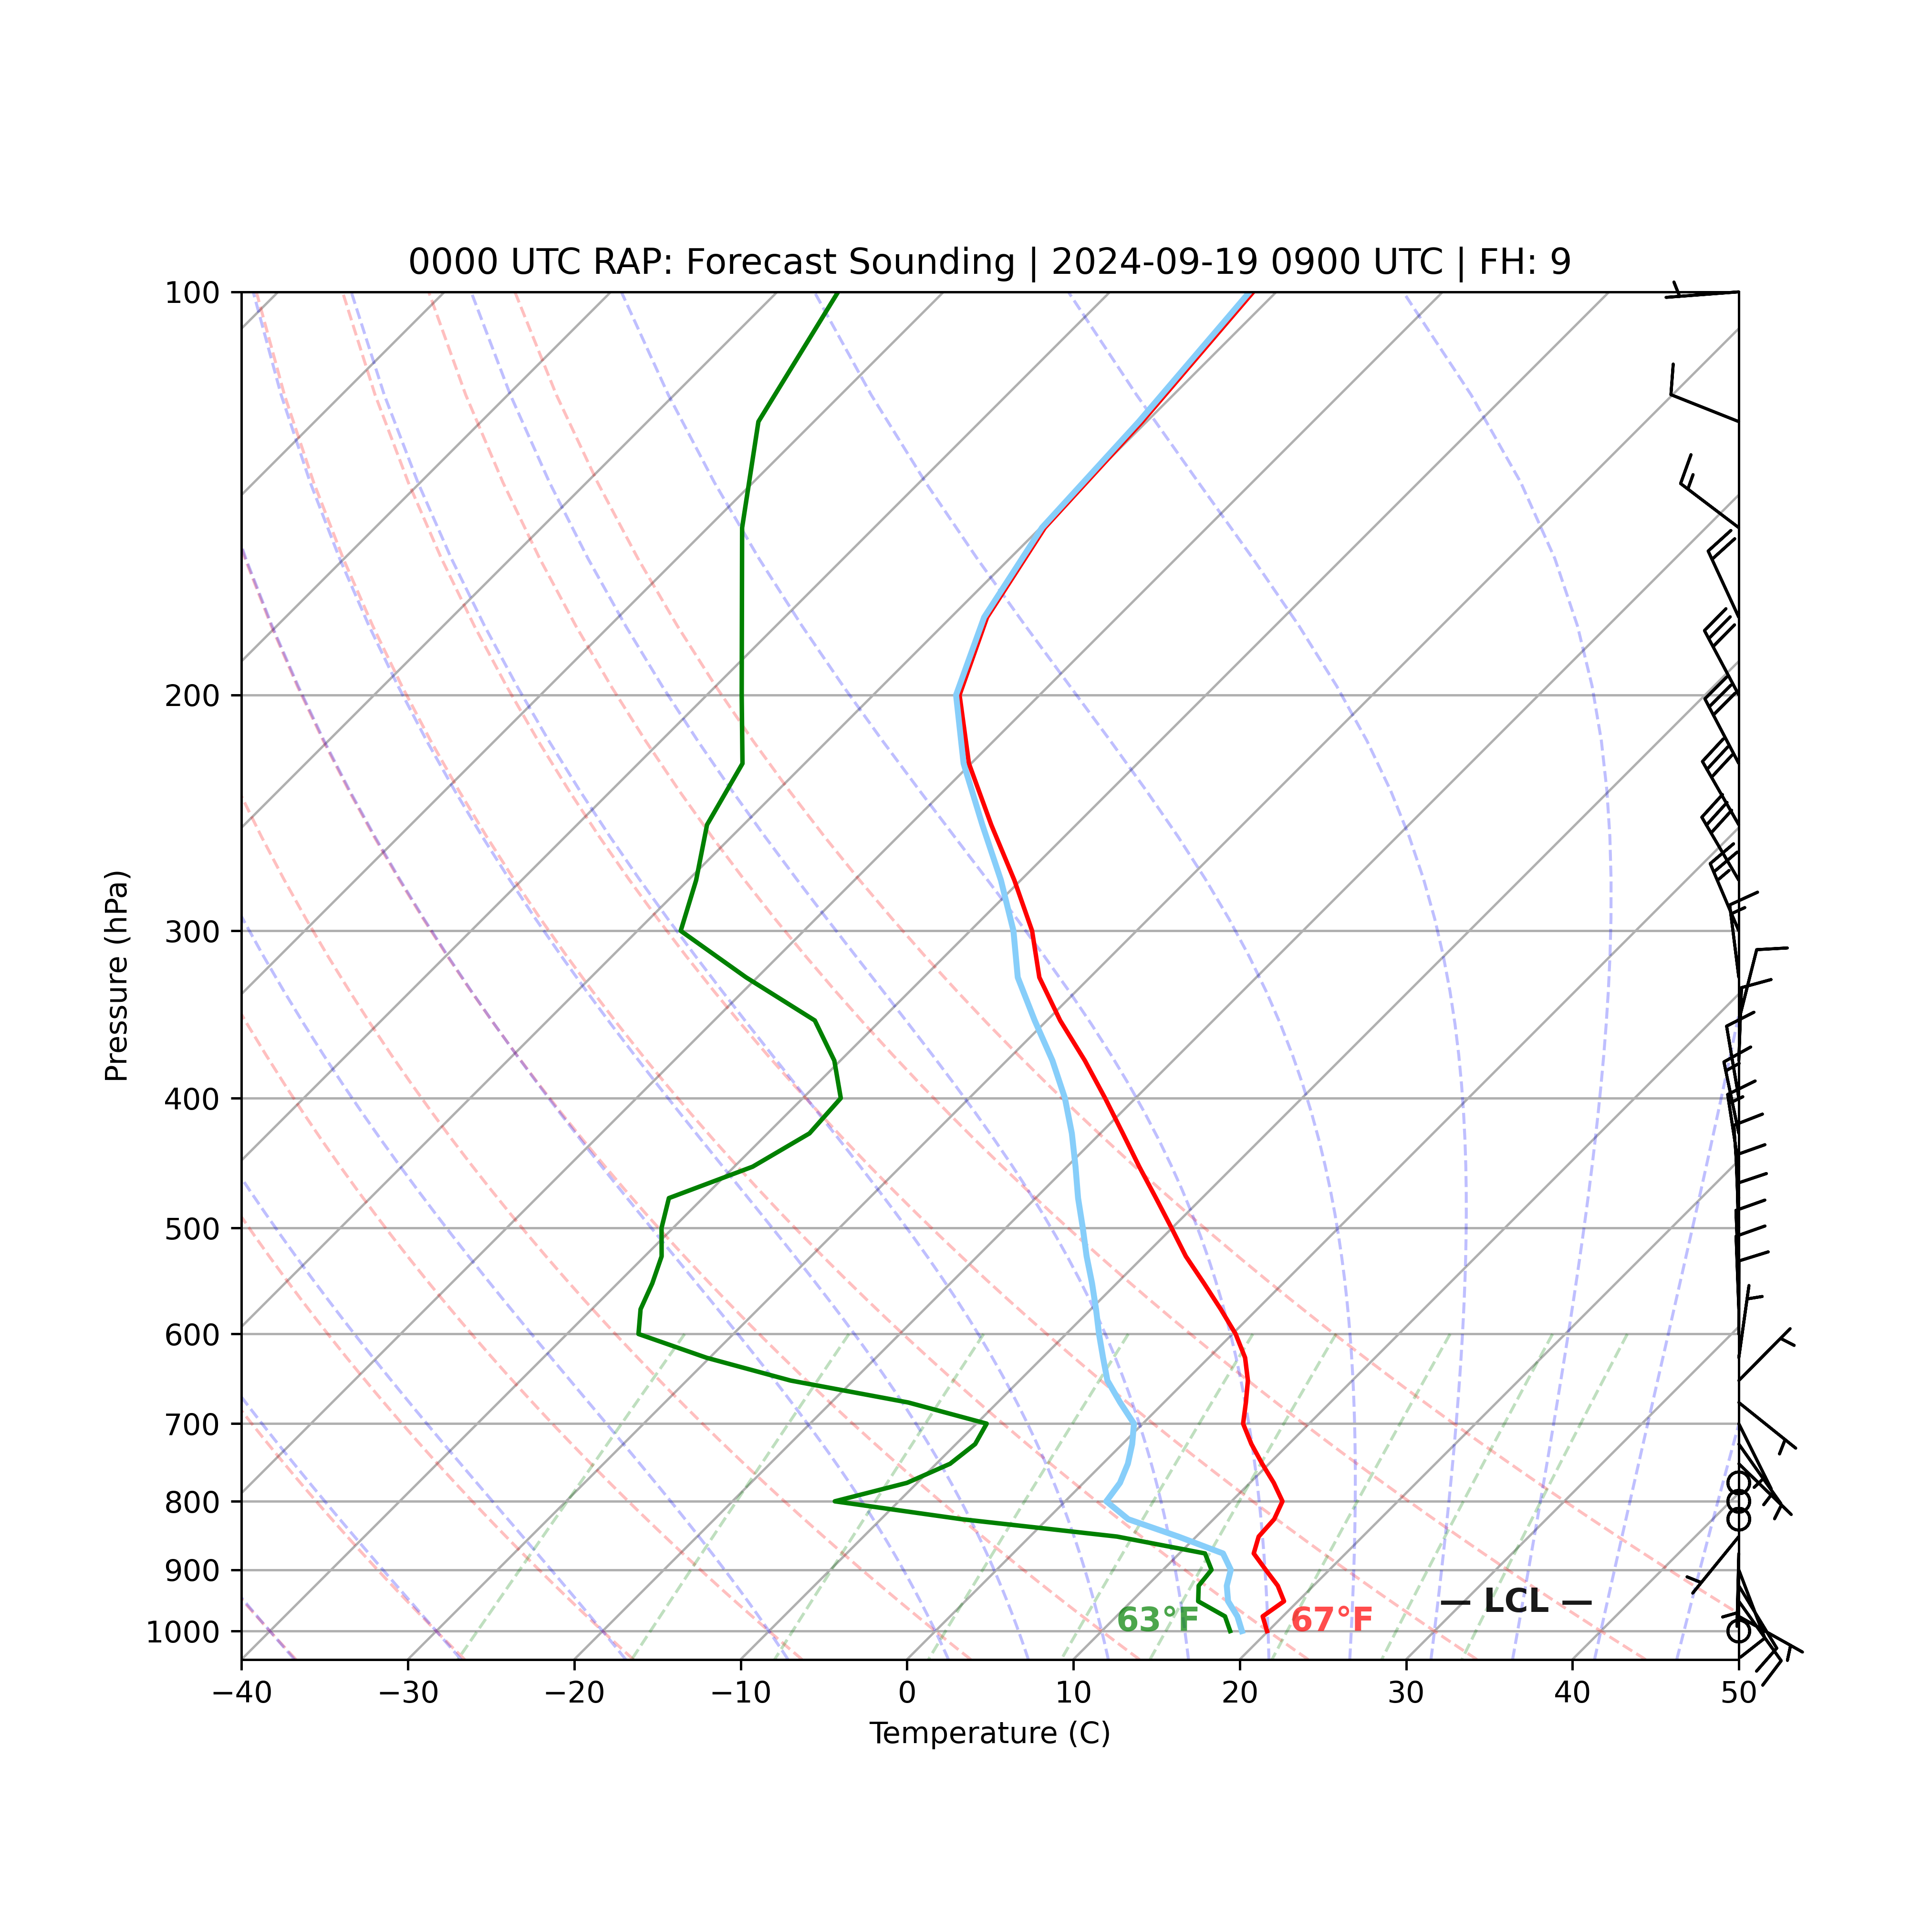 0000 UTC RAP: Forecast Sounding | 2024-09-19 0900 UTC | FH: 9
100
200
300
400
500
600
700
800
900
1000
Pressure (hPa)
63°F
67°F
— LCL —
−40 −30 −20 −10 0 10 20 30 40 50
Temperature (C)